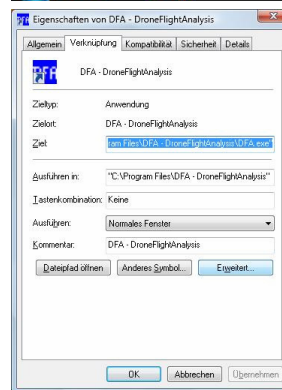 DFA Eigenschaften von DFA - DroneFlightAnalysis
Allgemein Verknüpfung Kompatibilität Sicherheit Details
DFA DFA - DroneFlightAnalysis
Zieltyp: Anwendung
Zielort: DFA - DroneFlightAnalysis
Ziel: ram Files\DFA - DroneFlightAnalysis\DFA.exe"
Ausführen in: "C:\Program Files\DFA - DroneFlightAnalysis"
Tastenkombination: Keine
Ausführen: Normales Fenster
Kommentar: DFA - DroneFlightAnalysis
Dateipfad öffnen Anderes Symbol... Erweitert...
OK Abbrechen Übernehmen